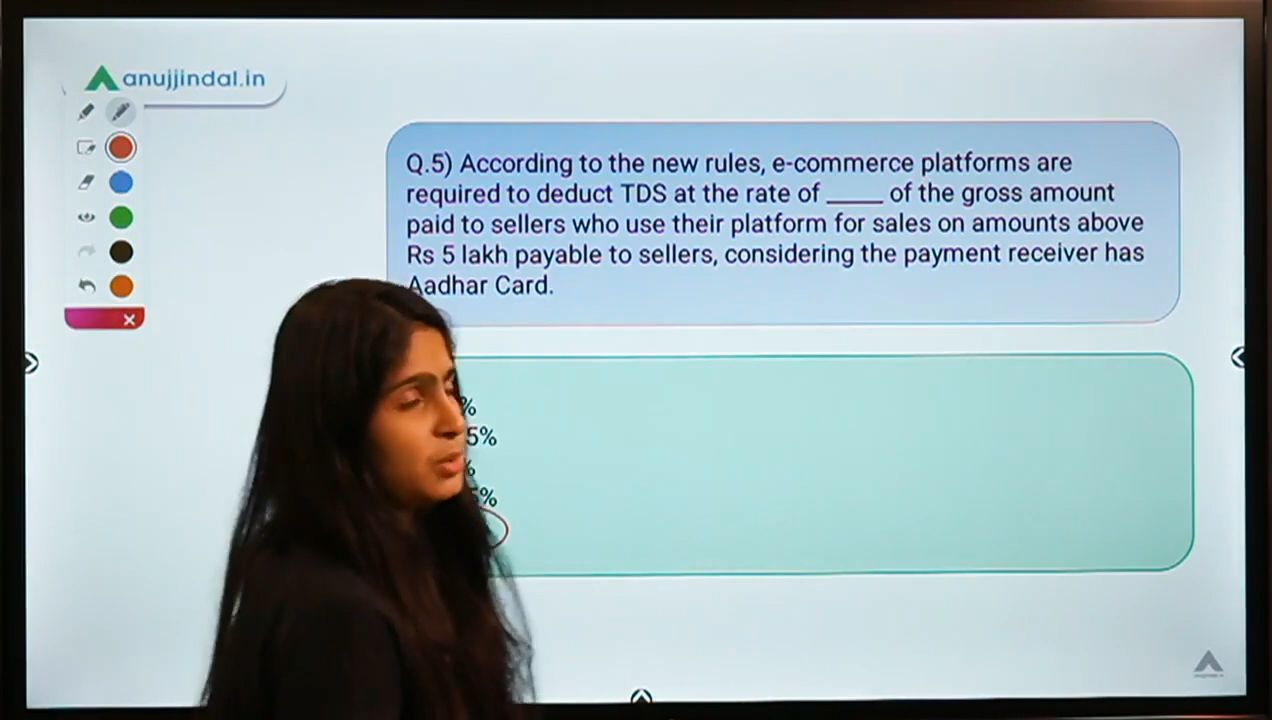 anujjindal.in
Q.5) According to the new rules, e-commerce platforms are
required to deduct TDS at the rate of _____ of the gross amount
paid to sellers who use their platform for sales on amounts above
Rs 5 lakh payable to sellers, considering the payment receiver has
Aadhar Card.
%
5%
%
5%